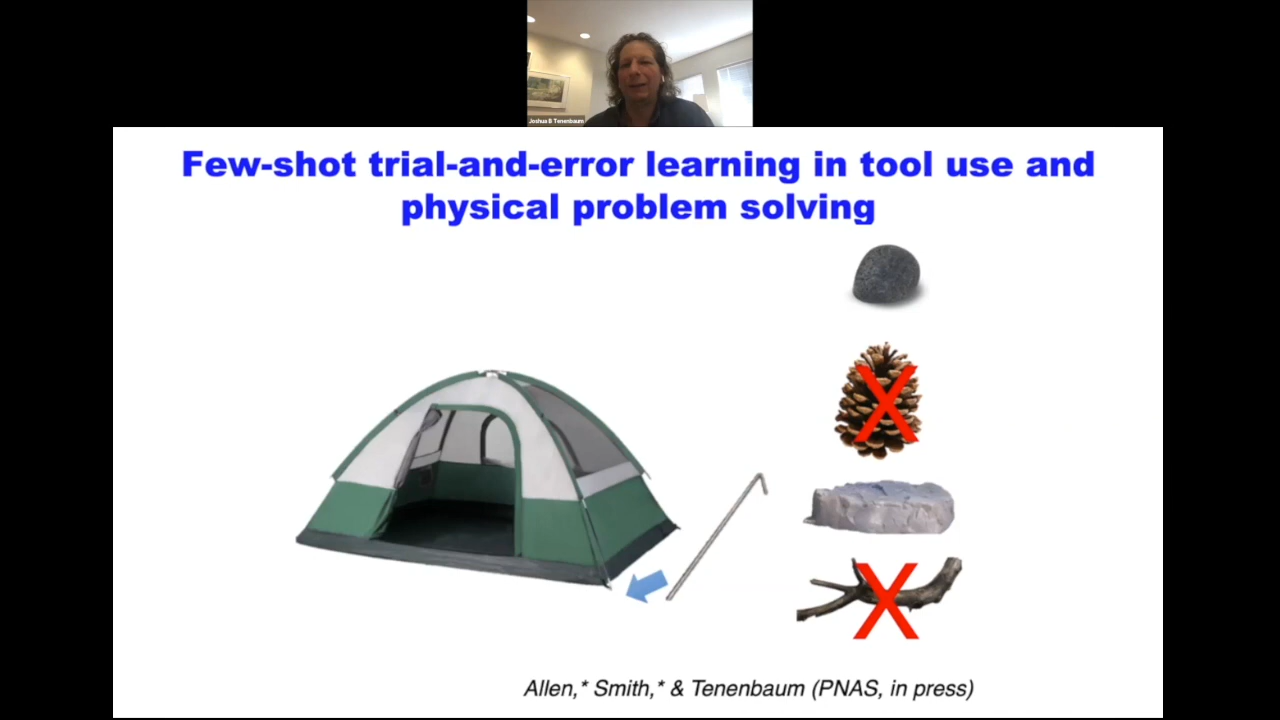 Joshua B Tenenbaum
Few-shot trial-and-error learning in tool use and
physical problem solving
X
X
Allen,* Smith,* & Tenenbaum (PNAS, in press)